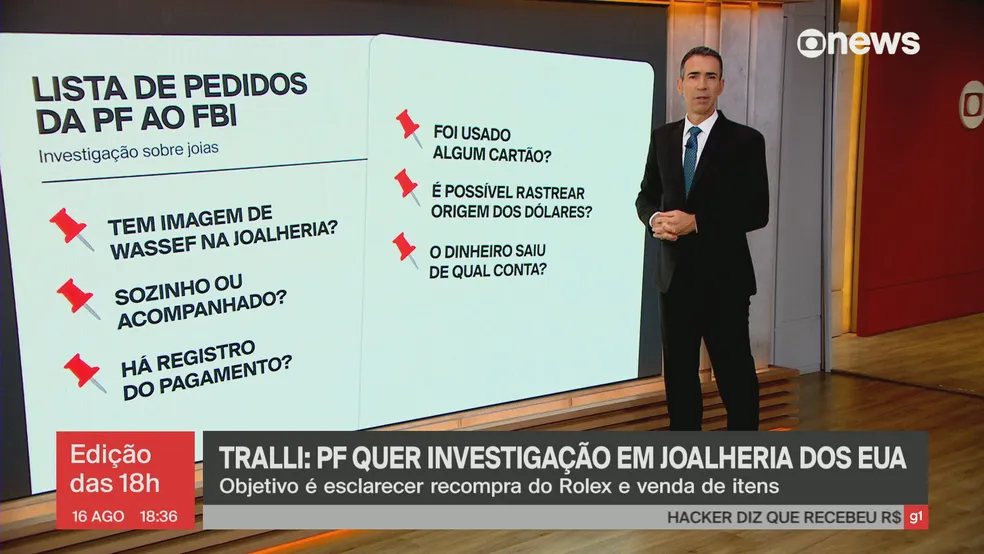 news
LISTA DE PEDIDOS
DA PF AO FBI
Investigação sobre joias
TEM IMAGEM DE
WASSEF NA JOALHERIA?
SOZINHO OU
ACOMPANHADO?
HÁ REGISTRO
DO PAGAMENTO?
FOI USADO
ALGUM CARTÃO?
É POSSÍVEL RASTREAR
ORIGEM DOS DÓLARES?
O DINHEIRO SAIU
DE QUAL CONTA?
Edição
das 18h
16 AGO 18:36
TRALLI: PF QUER INVESTIGAÇÃO EM JOALHERIA DOS EUA
Objetivo é esclarecer recompra do Rolex e venda de itens
HACKER DIZ QUE RECEBEU R$ g1